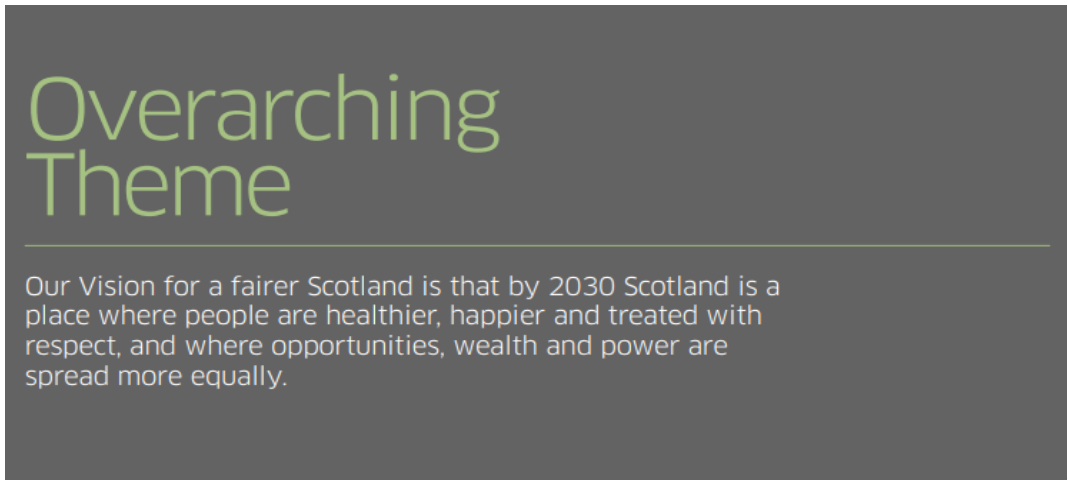 Overarching
Theme
Our Vision for a fairer Scotland is that by 2030 Scotland is a
place where people are healthier, happier and treated with
respect, and where opportunities, wealth and power are
spread more equally.